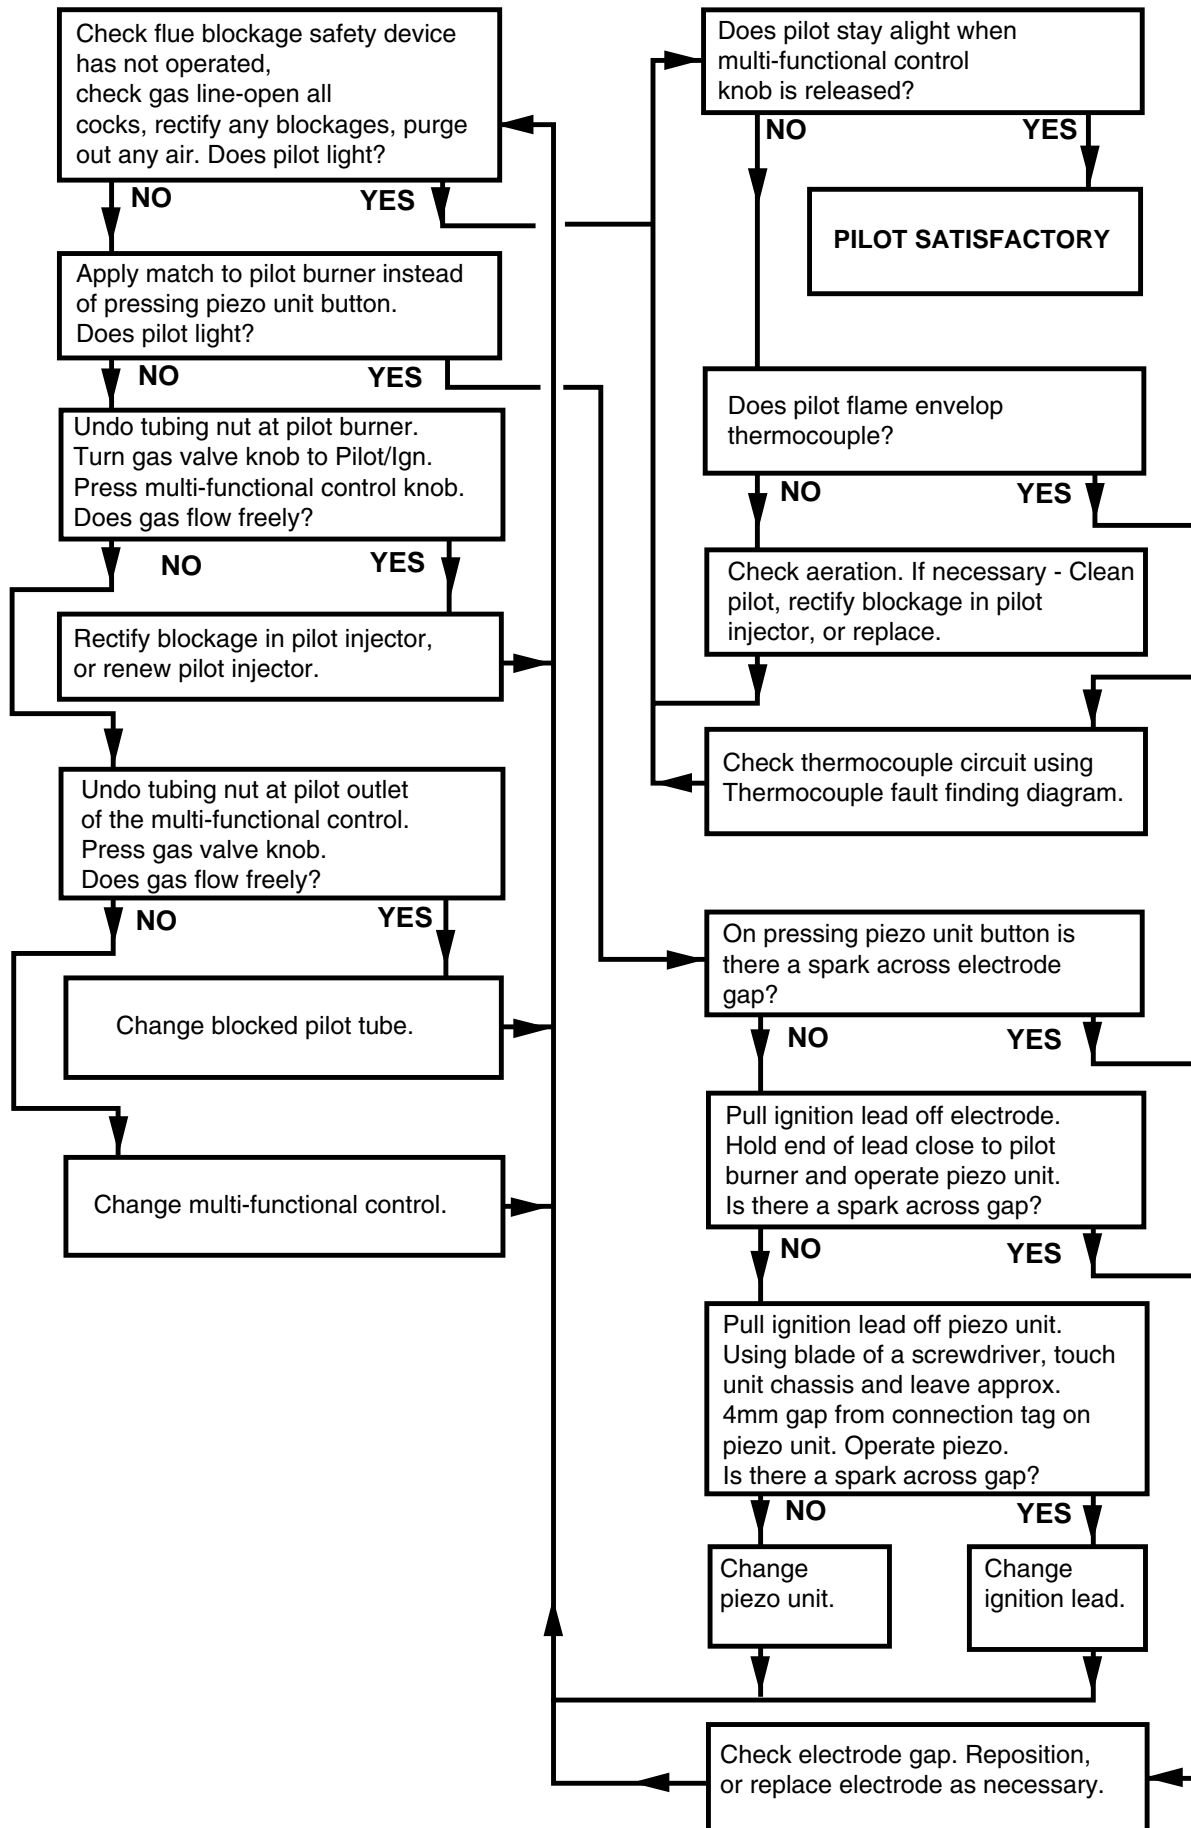 Check flue blockage safety device
has not operated,
check gas line-open all
cocks, rectify any blockages, purge
out any air. Does pilot light?
NO
YES
Apply match to pilot burner instead
of pressing piezo unit button.
Does pilot light?
NO
YES
Undo tubing nut at pilot burner.
Turn gas valve knob to Pilot/Ign.
Press multi-functional control knob.
Does gas flow freely?
NO
YES
Rectify blockage in pilot injector,
or renew pilot injector.
Undo tubing nut at pilot outlet
of the multi-functional control.
Press gas valve knob.
Does gas flow freely?
NO
YES
Change blocked pilot tube.
Change multi-functional control.
Does pilot stay alight when
multi-functional control
knob is released?
NO
YES
PILOT SATISFACTORY
Does pilot flame envelop
thermocouple?
NO
YES
Check aeration. If necessary - Clean
pilot, rectify blockage in pilot
injector, or replace.
Check thermocouple circuit using
Thermocouple fault finding diagram.
On pressing piezo unit button is
there a spark across electrode
gap?
NO
YES
Pull ignition lead off electrode.
Hold end of lead close to pilot
burner and operate piezo unit.
Is there a spark across gap?
NO
YES
Pull ignition lead off piezo unit.
Using blade of a screwdriver, touch
unit chassis and leave approx.
4mm gap from connection tag on
piezo unit. Operate piezo.
Is there a spark across gap?
NO
YES
Change
piezo unit.
Change
ignition lead.
Check electrode gap. Reposition,
or replace electrode as necessary.